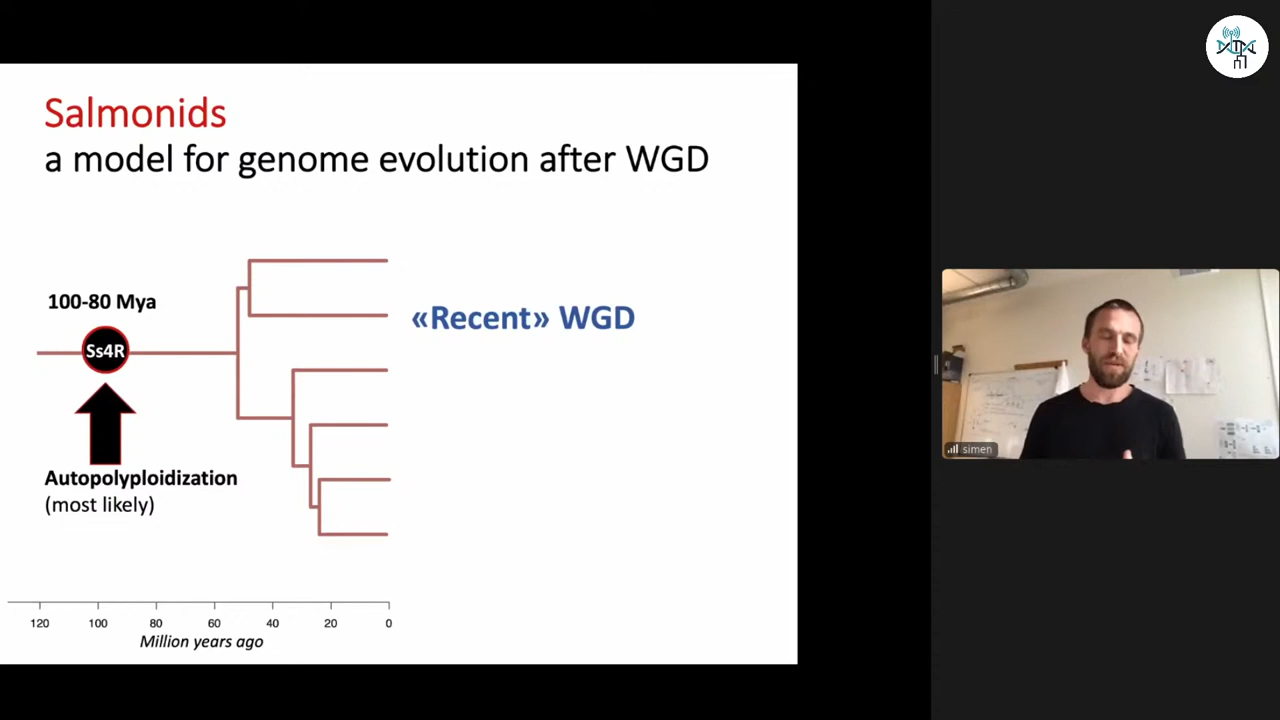 Salmonids
a model for genome evolution after WGD
100-80 Mya
«Recent» WGD
Ss4R
Autopolyploidization
(most likely)
120 100 80 60 40 20 0
Million years ago
simen